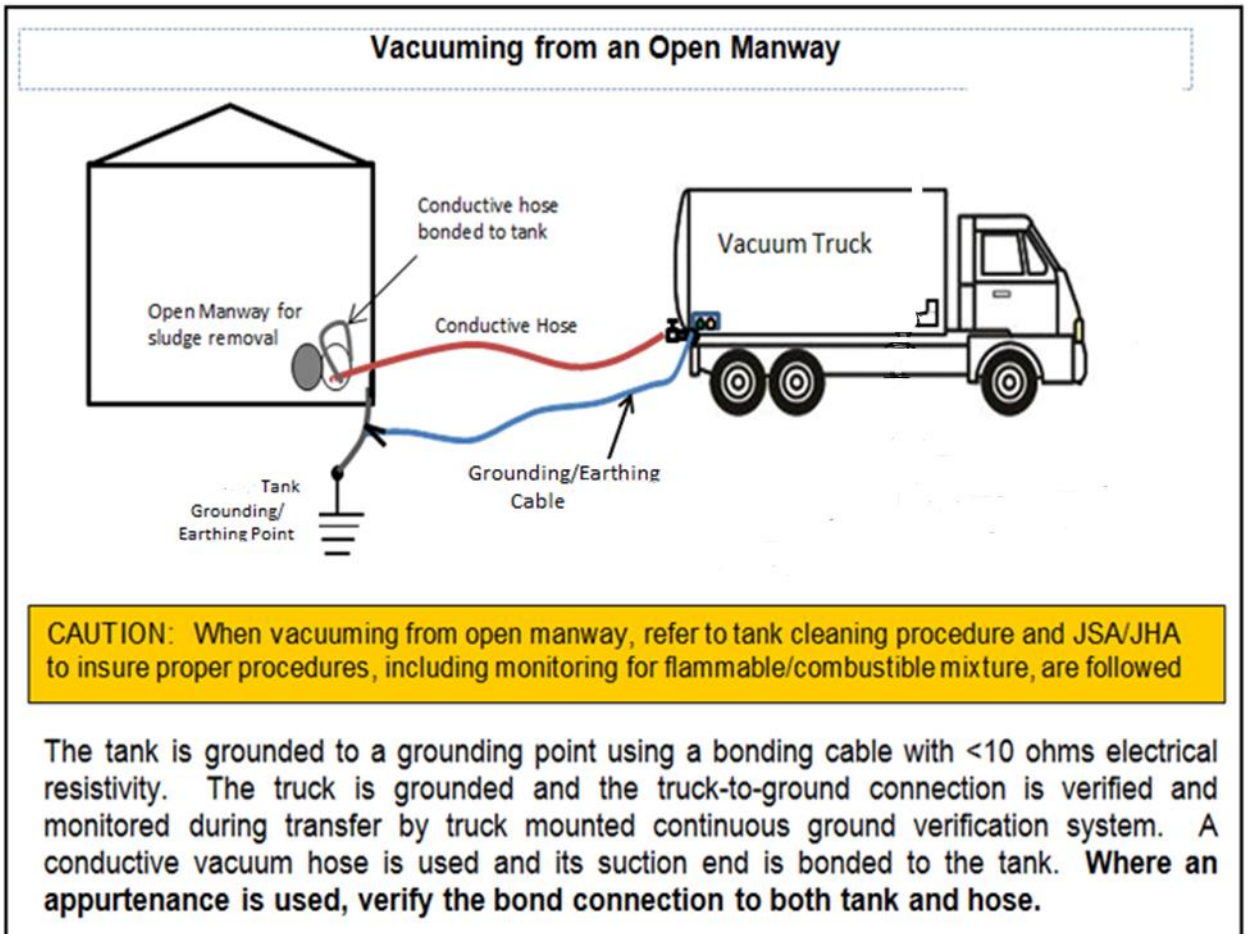 Vacuuming from an Open Manway
Conductive hose
bonded to tank
Vacuum Truck
Open Manway for
sludge removal
Conductive Hose
Grounding/Earthing
Cable
Tank
Grounding/
Earthing Point
CAUTION: When vacuuming from open manway, refer to tank cleaning procedure and JSA/JHA
to insure proper procedures, including monitoring for flammable/combustible mixture, are followed
The tank is grounded to a grounding point using a bonding cable with <10 ohms electrical
resistivity. The truck is grounded and the truck-to-ground connection is verified and
monitored during transfer by truck mounted continuous ground verification system. A
conductive vacuum hose is used and its suction end is bonded to the tank. Where an
appurtenance is used, verify the bond connection to both tank and hose.